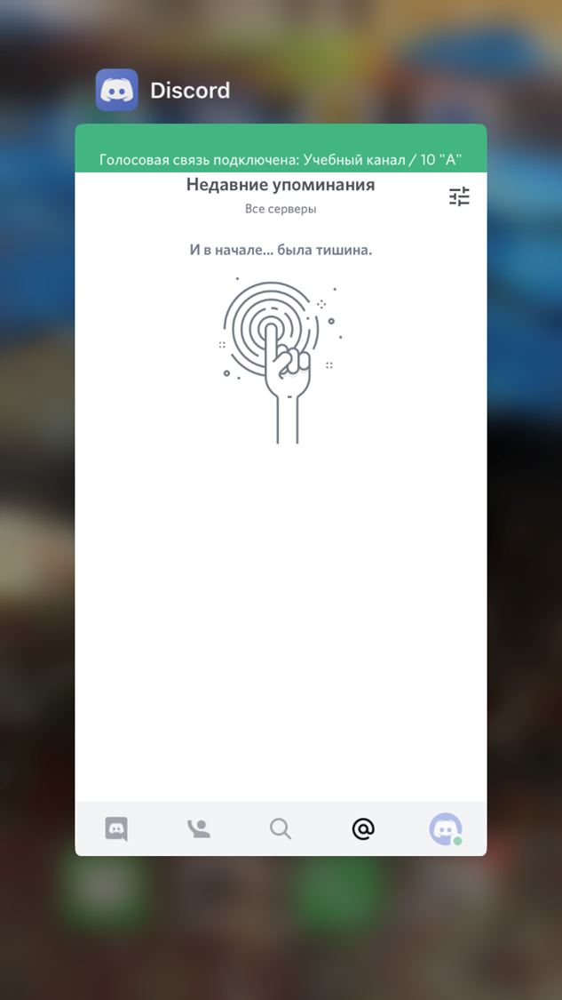 Discord
Голосовая связь подключена: Учебный канал / 10 "А"
Недавние упоминания
Все серверы
И в начале... была тишина.
@